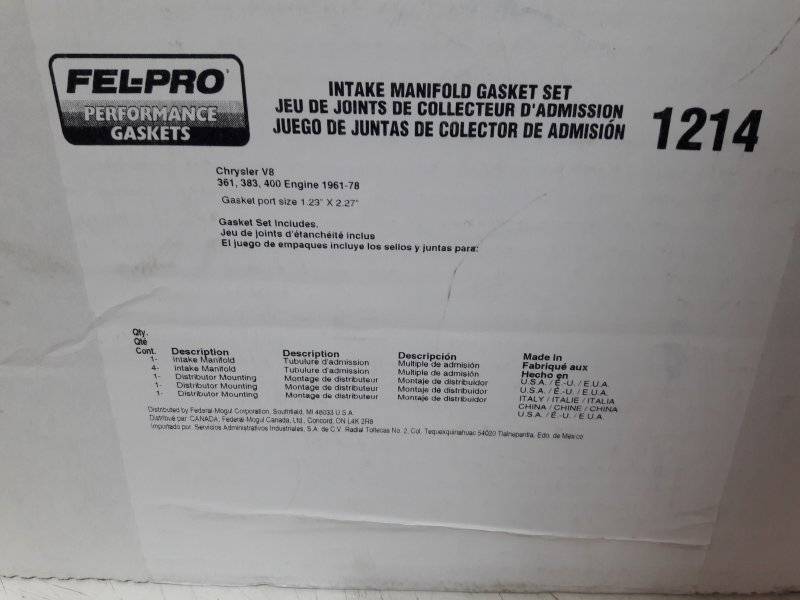 FEL-PRO
PERFORMANCE
GASKETS
INTAKE MANIFOLD GASKET SET
JEU DE JOINTS DE COLLECTEUR D'ADMISSION
JUEGO DE JUNTAS DE COLECTOR DE ADMISIÓN
1214
Chrysler V8
361, 383, 400 Engine 1961-78
Gasket port size 1.23" X 2.27"
Gasket Set Includes.
Jeu de joints d'étanchéité inclus
El juego de empaques incluye los sellos y juntas para:
Qty.
Qté
Cont. Description Description Descripción Made in
Fabriqué aux
Hecho en
1- Intake Manifold Tubulure d'admission Multiple de admisión U.S.A. / É.-U. / E.U.A.
4- Intake Manifold Tubulure d'admission Multiple de admisión U.S.A. / É.-U. / E.U.A.
1- Distributor Mounting Montage de distributeur Montaje de distribuidor ITALY / ITALIE / ITALIA
1- Distributor Mounting Montage de distributeur Montaje de distribuidor CHINA / CHINE / CHINA
1- Distributor Mounting Montage de distributeur Montaje de distribuidor U.S.A. / É.-U. / E.U.A.
Distributed by Federal-Mogul Corporation, Southfield, MI 48033 U.S.A.
Distribué par: CANADA, Federal-Mogul Canada, Ltd., Concord, ON L4K 2R8
Importado por: Servicios Administrativos Industriales, S.A. de C.V. Radial Toltecas No. 2, Col. Tequexquinahuac 54020 Tlalnepantla, Edo. de Mexico